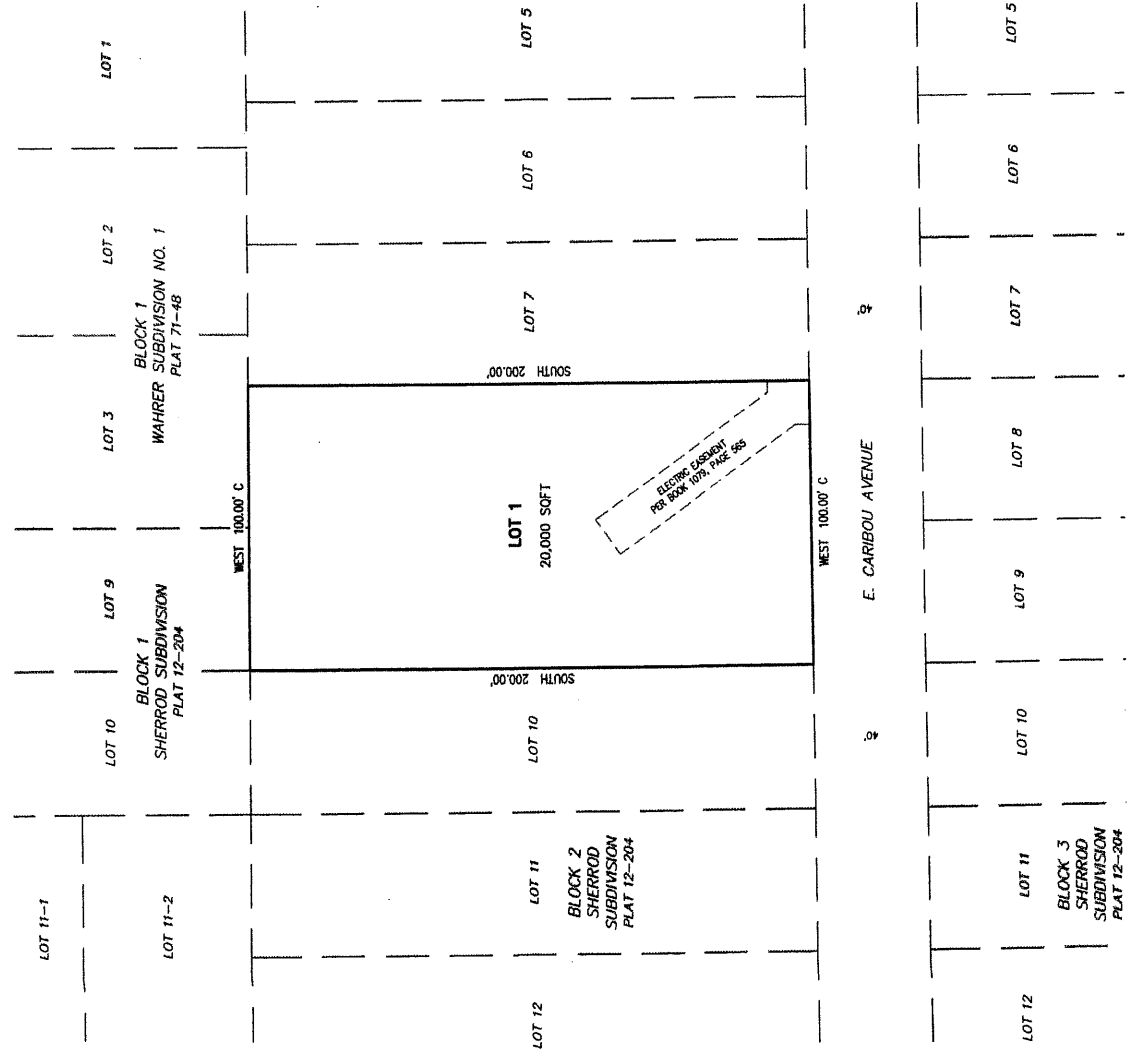 LOT 1
LOT 2
BLOCK 1
WAHRER SUBDIVISION NO. 1
PLAT 71-48
LOT 3
LOT 9
BLOCK 1
SHERROD SUBDIVISION
PLAT 12-204
LOT 10
LOT 11-1
LOT 11-2
LOT 5
LOT 6
LOT 7
WEST 100.00' C
SOUTH 200.00'
LOT 1
20,000 SQFT
ELECTRIC EASEMENT
PER BOOK 1079, PAGE 565
SOUTH 200.00'
WEST 100.00' C
LOT 10
LOT 11
BLOCK 2
SHERROD
SUBDIVISION
PLAT 12-204
LOT 12
40'
E. CARIBOU AVENUE
40'
LOT 5
LOT 6
LOT 7
LOT 8
LOT 9
LOT 10
LOT 11
BLOCK 3
SHERROD
SUBDIVISION
PLAT 12-204
LOT 12